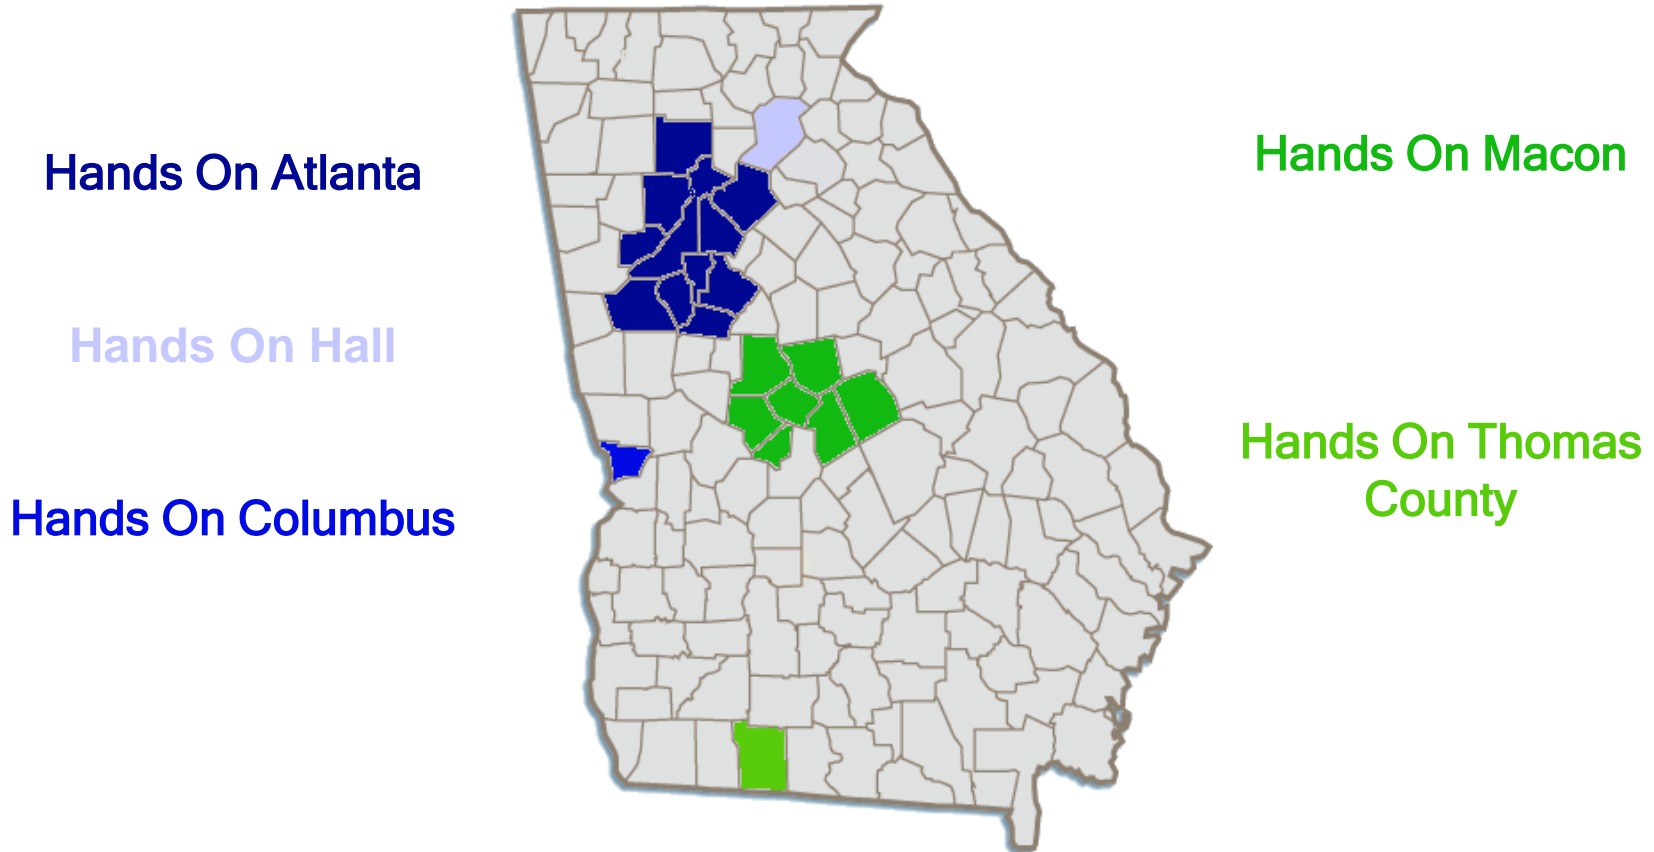 Hands On Atlanta
Hands On Hall
Hands On Columbus
Hands On Macon
Hands On Thomas
County